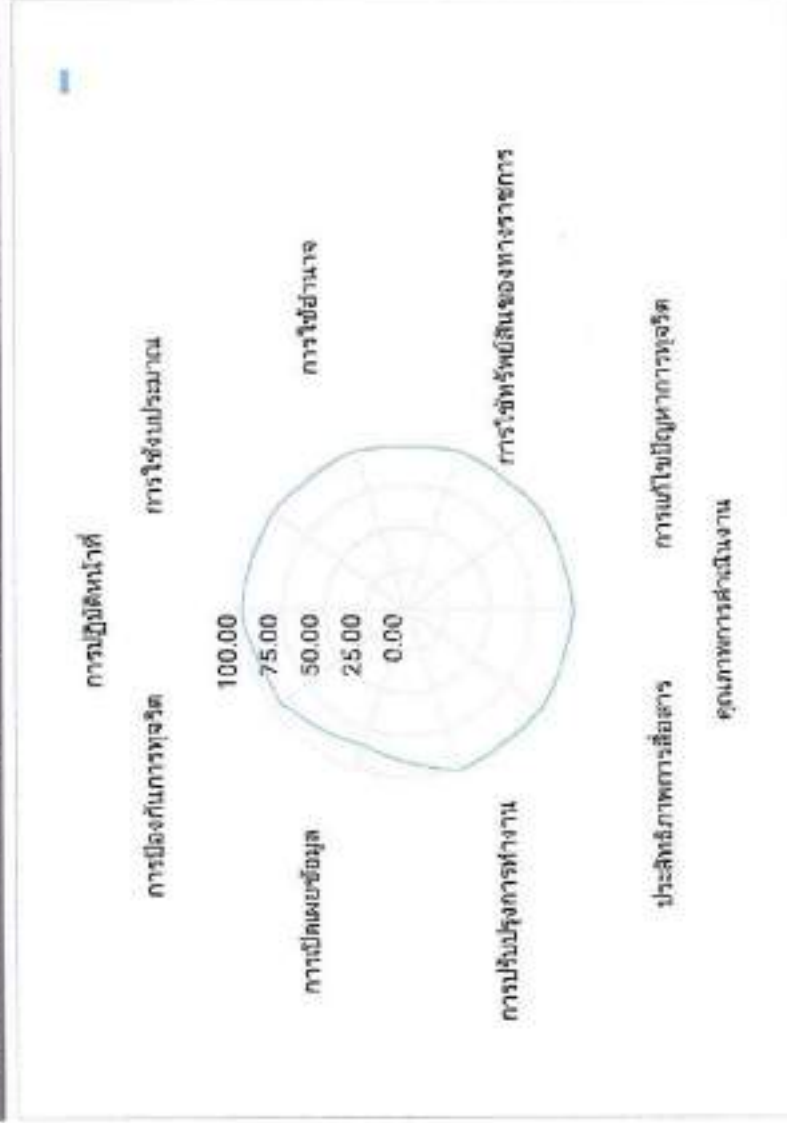 การปฏิบัติหน้าที่
การใช้งบประมาณ
การใช้อำนาจ
การใช้ทรัพย์สินของทางราชการ
การแก้ไขปัญหาการทุจริต
คุณภาพการดำเนินงาน
ประสิทธิภาพการสื่อสาร
การปรับปรุงการทำงาน
การเปิดเผยข้อมูล
การป้องกันการทุจริต
100.00
75.00
50.00
25.00
0.00